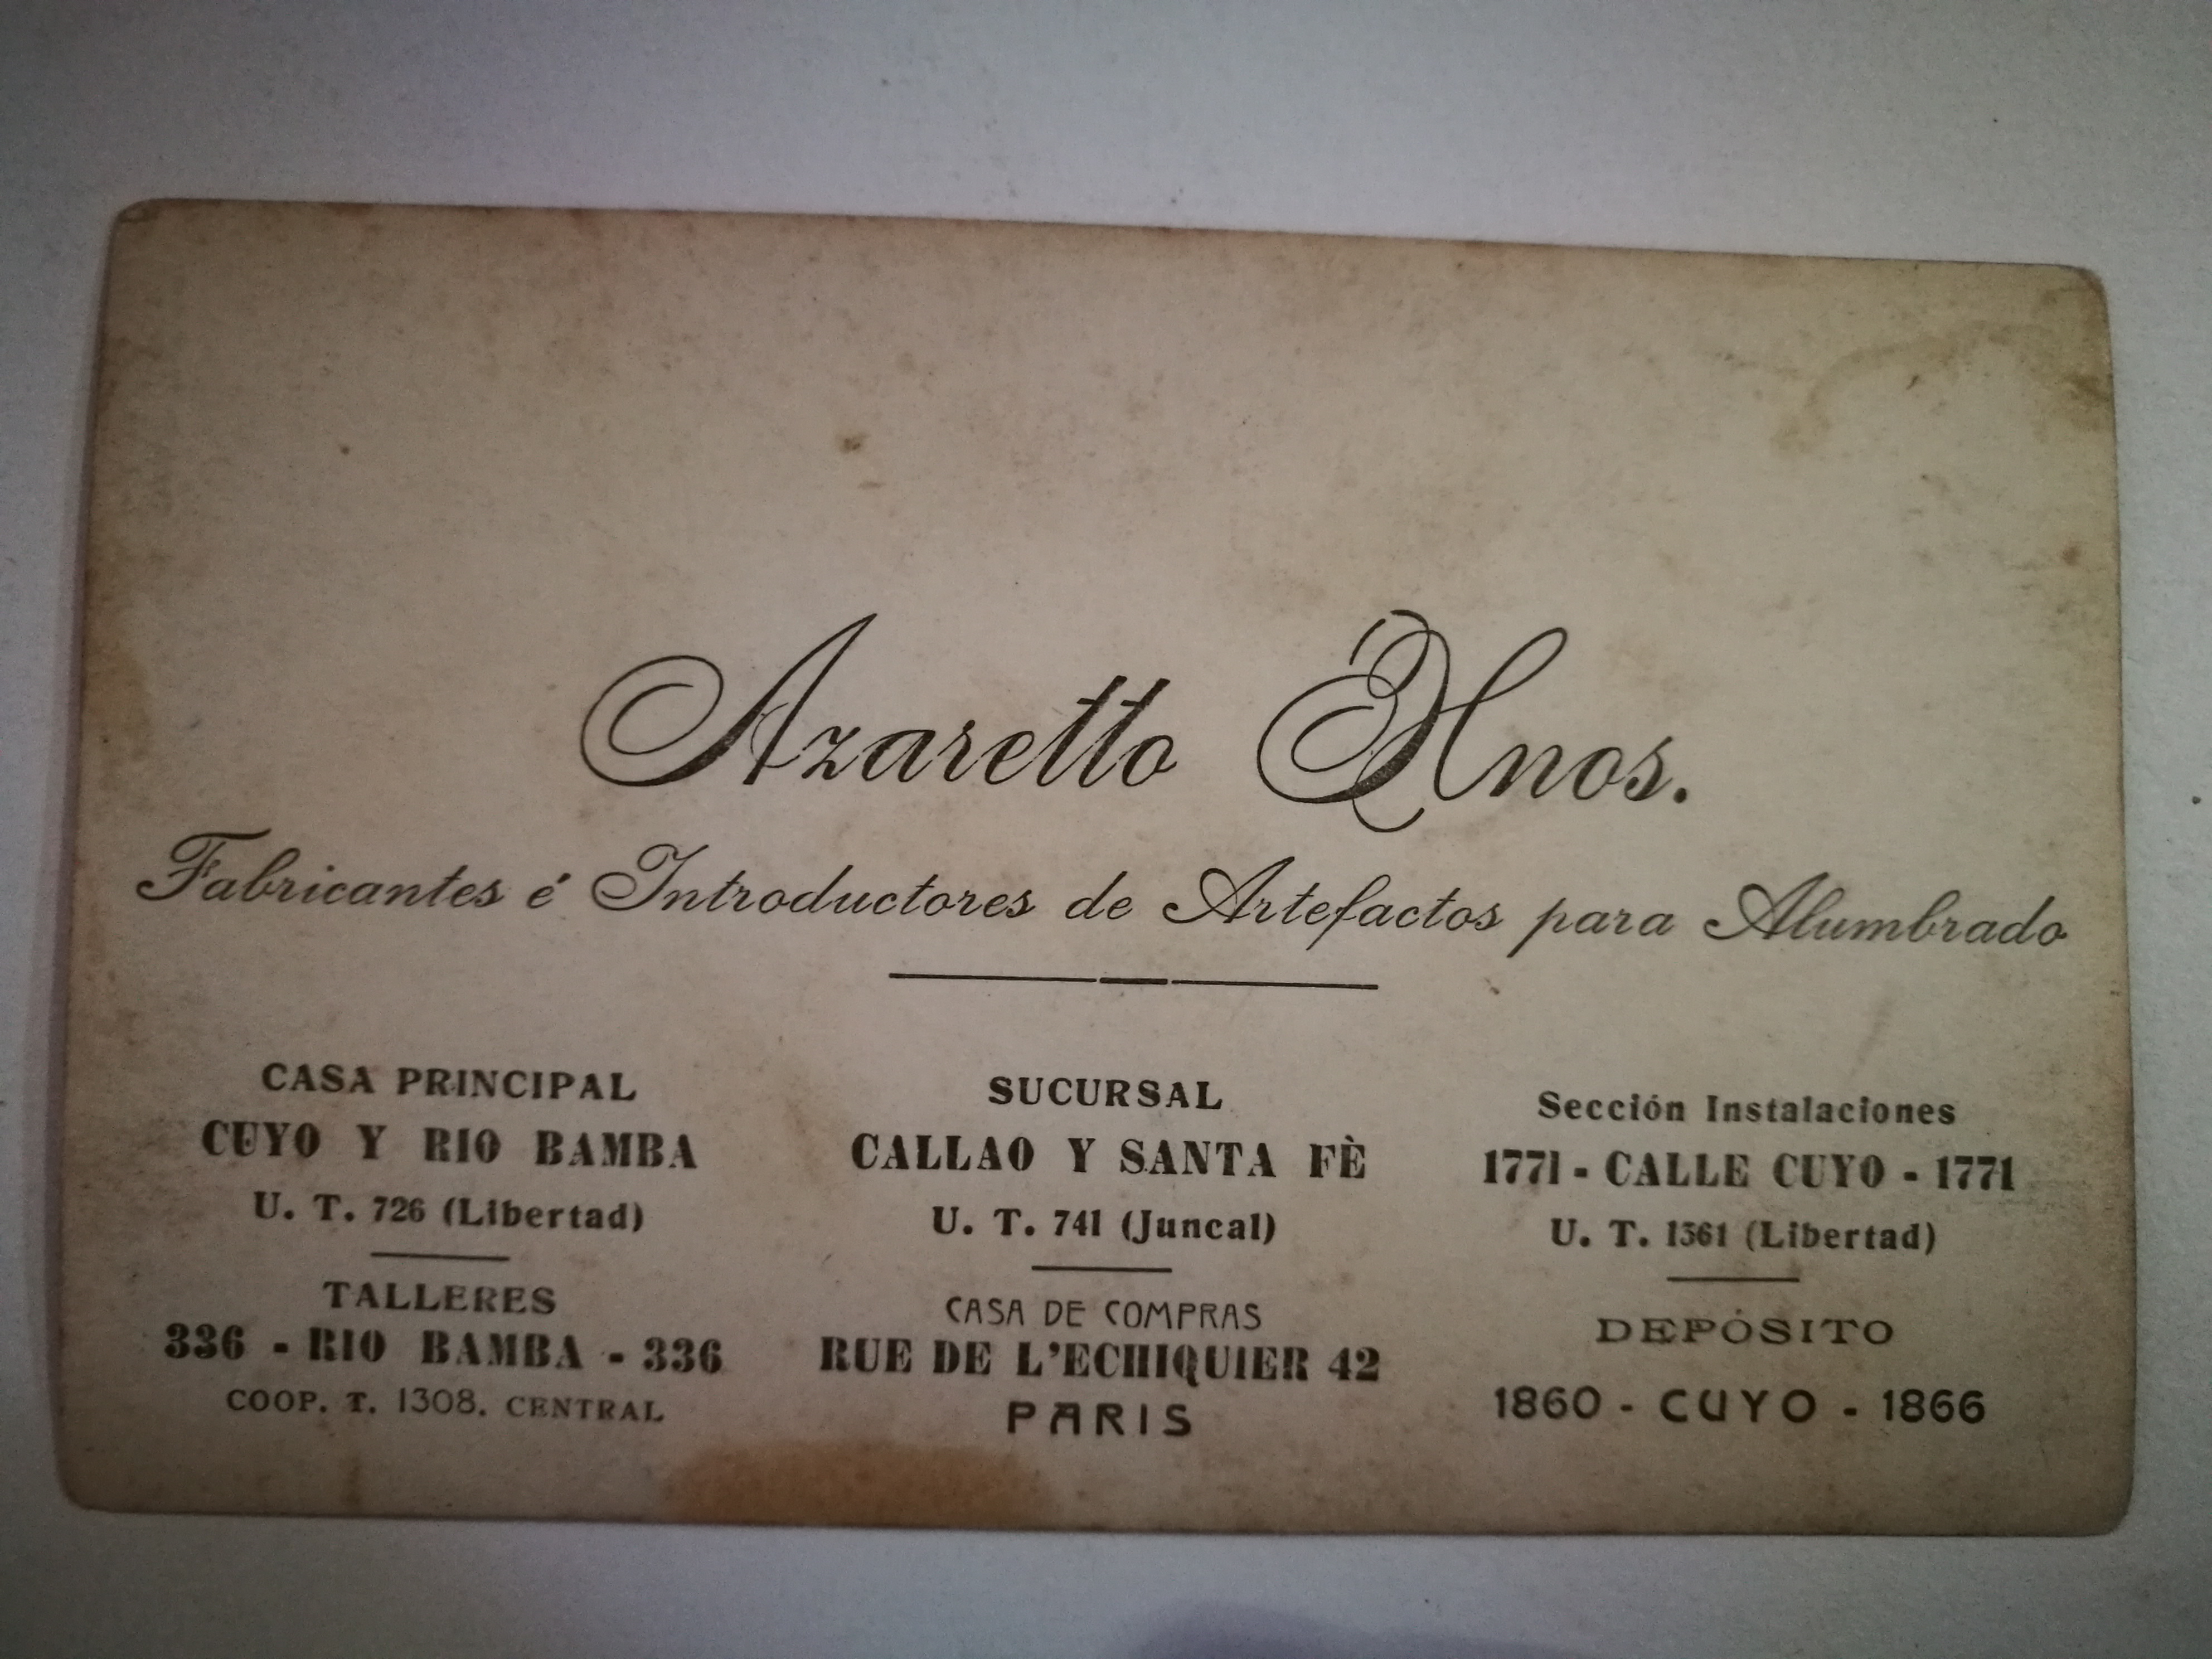 Azaretto Hnos.
Fabricantes é Introductores de Artefactos para Alumbrado
CASA PRINCIPAL
CUYO Y RIO BAMBA
U. T. 726 (Libertad)
TALLERES
336 - RIO BAMBA - 336
COOP. T. 1308. CENTRAL
SUCURSAL
CALLAO Y SANTA FÈ
U. T. 741 (Juncal)
CASA DE COMPRAS
RUE DE L'ECHIQUIER 42
PARIS
Sección Instalaciones
1771 - CALLE CUYO - 1771
U. T. 1361 (Libertad)
DEPÓSITO
1860 - CUYO - 1866